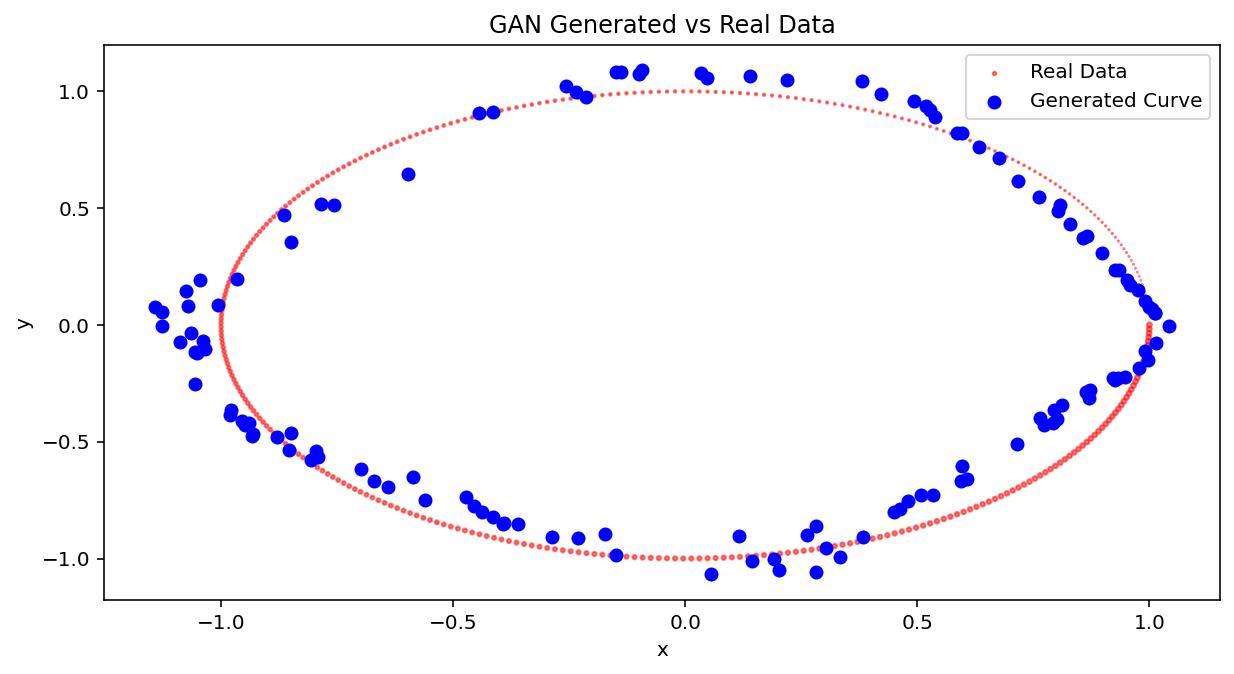 GAN Generated vs Real Data
Real Data
Generated Curve
1.0
0.5
0.0
−0.5
−1.0
y
−1.0 −0.5 0.0 0.5 1.0
x